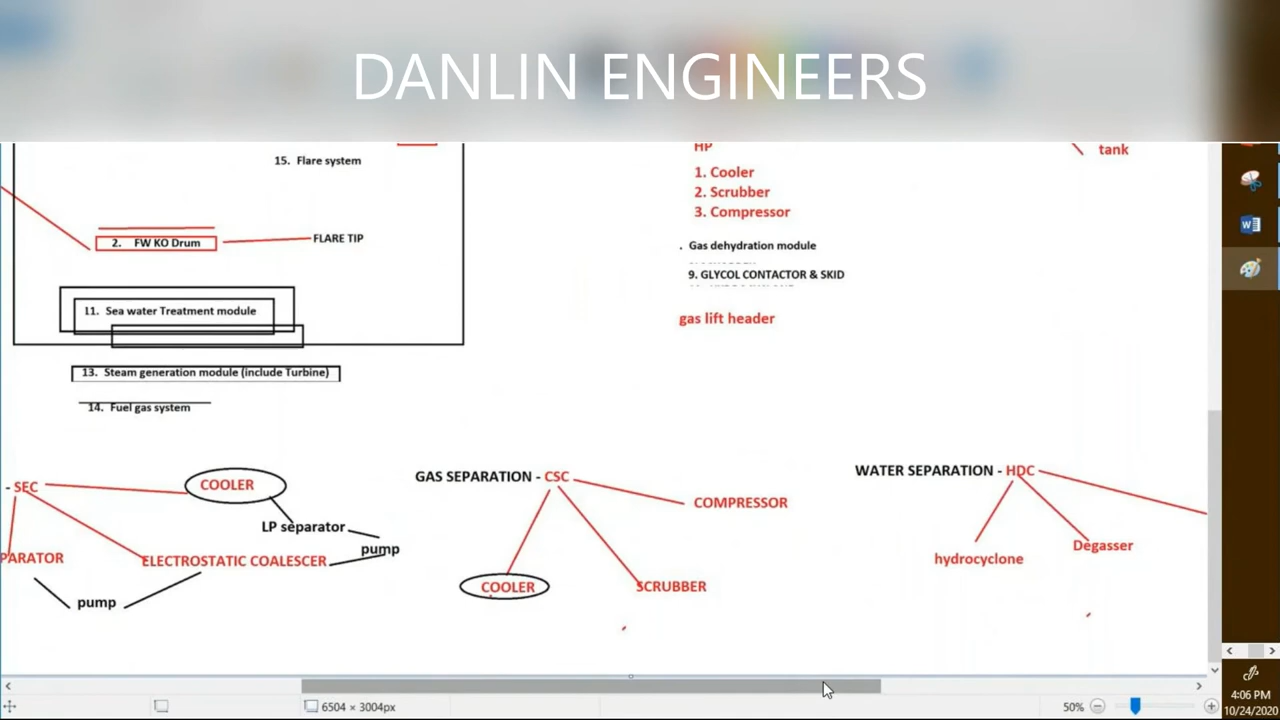 DANLIN ENGINEERS
15. Flare system
2. FW KO Drum
FLARE TIP
11. Sea water Treatment module
13. Steam generation module (include Turbine)
14. Fuel gas system
HP
1. Cooler
2. Scrubber
3. Compressor
. Gas dehydration module
9. GLYCOL CONTACTOR & SKID
gas lift header
tank
- SEC
COOLER
LP separator
pump
PARATOR
ELECTROSTATIC COALESCER
pump
GAS SEPARATION - CSC
COMPRESSOR
COOLER
SCRUBBER
WATER SEPARATION - HDC
hydrocyclone
Degasser
6504 × 3004px
50%
4:06 PM
10/24/2020